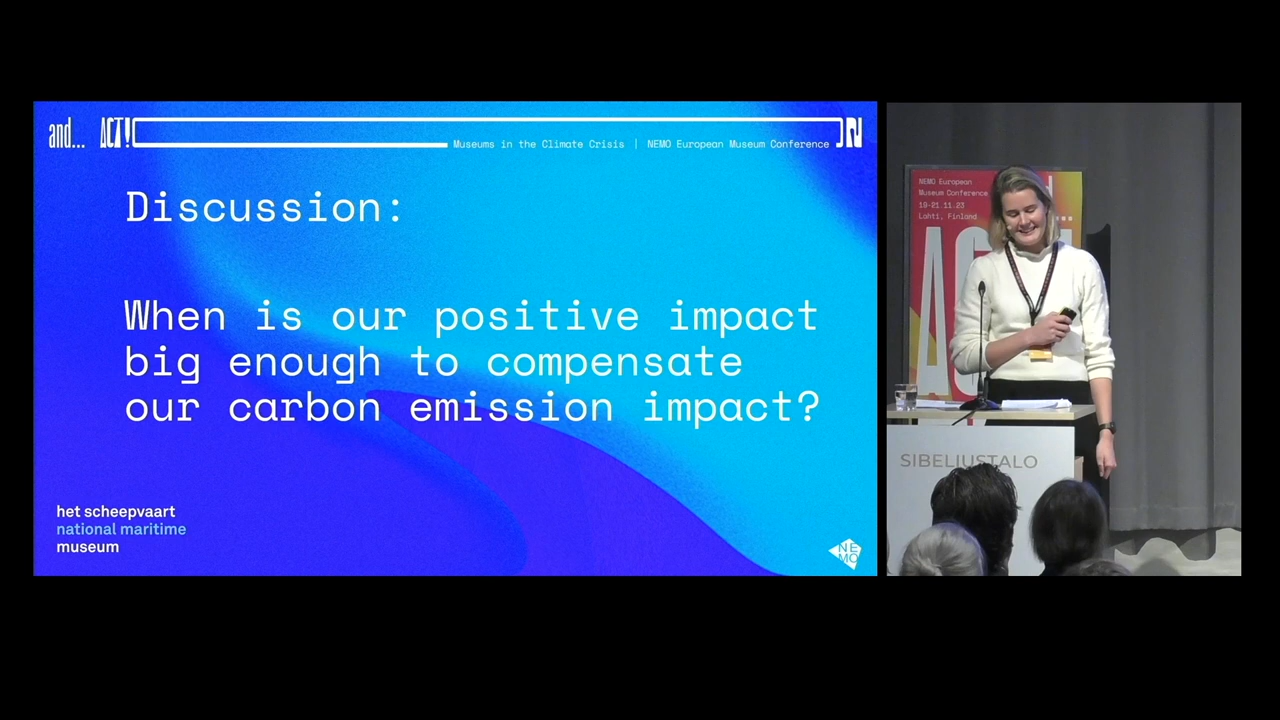 and... ACT!
Museums in the Climate Crisis | NEMO European Museum Conference
N
Discussion:
When is our positive impact
big enough to compensate
our carbon emission impact?
het scheepvaart
national maritime
museum
NE
MO
NEMO European
Museum Conference
19-21.11.23
Lahti, Finland
SIBELIUSTALO